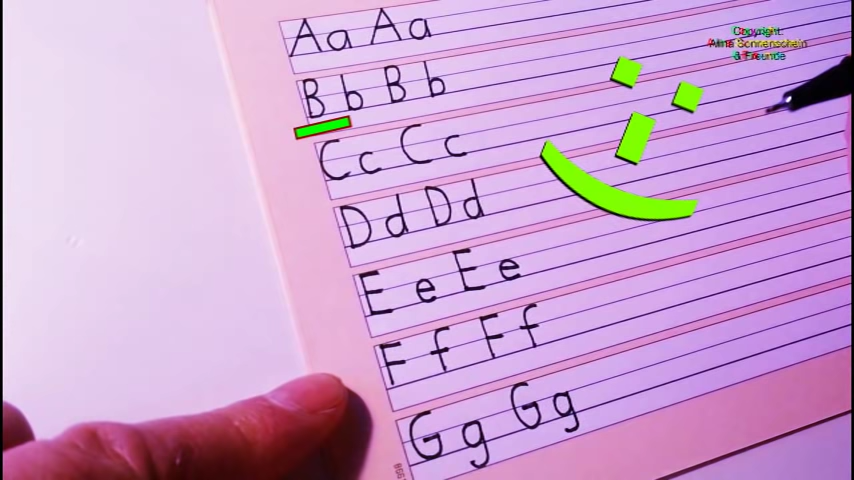 Aa Aa
Copyright:
Alina Sonnenschein
& Freunde
Bb Bb
Cc Cc
Dd Dd
Ee Ee
Ff Ff
Gg Gg